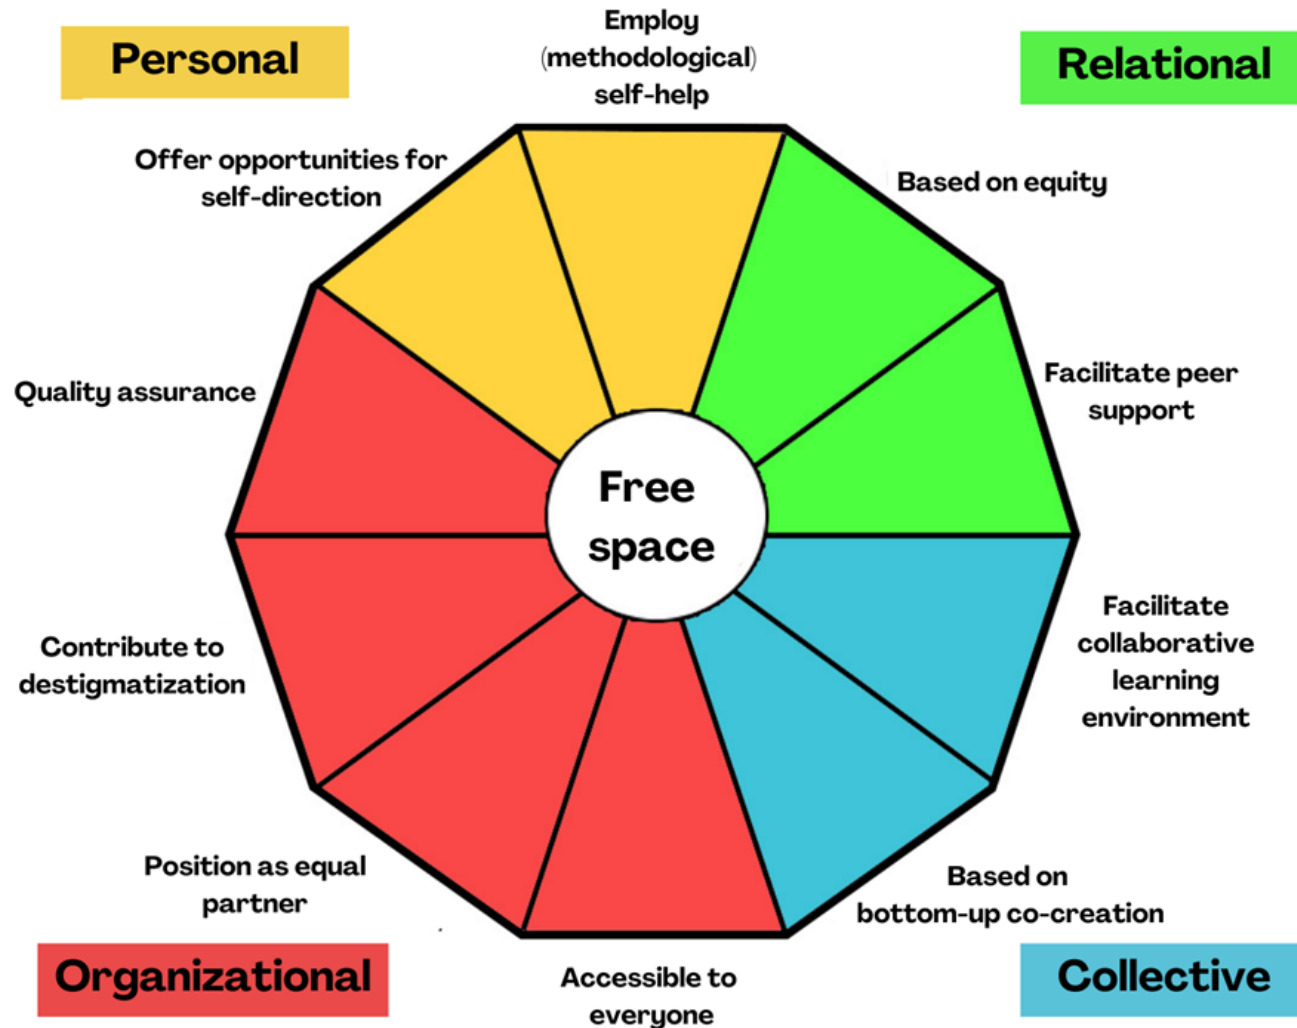 Personal
Employ
(methodological)
self-help
Relational
Offer opportunities for
self-direction
Based on equity
Quality assurance
Facilitate peer
support
Free
space
Contribute to
destigmatization
Facilitate
collaborative
learning
environment
Position as equal
partner
Based on
bottom-up co-creation
Organizational
Accessible to
everyone
Collective